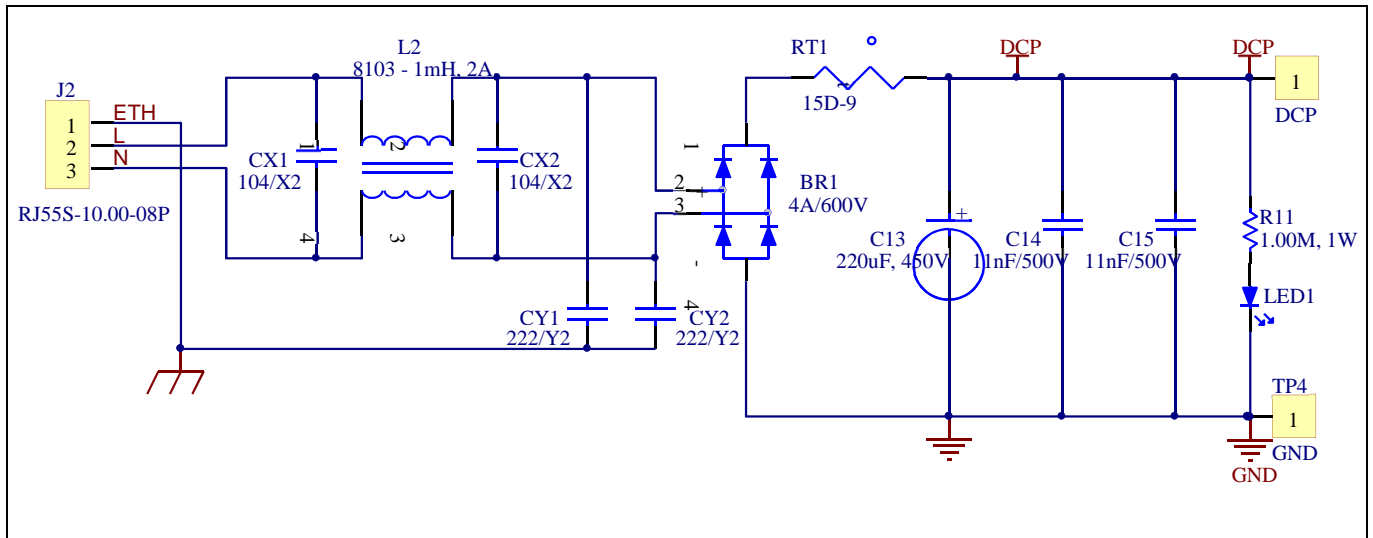 L2
8103 - 1mH, 2A
RT1
15D-9
DCP
DCP
1
DCP
J2
1
2
3
ETH
L
N
RJ55S-10.00-08P
CX1
104/X2
1
2
3
4
CX2
104/X2
1
2
3
+
-
4
BR1
4A/600V
CY1
222/Y2
CY2
222/Y2
C13
220uF, 450V
+
C14
11nF/500V
C15
11nF/500V
R11
1.00M, 1W
LED1
TP4
1
GND
GND